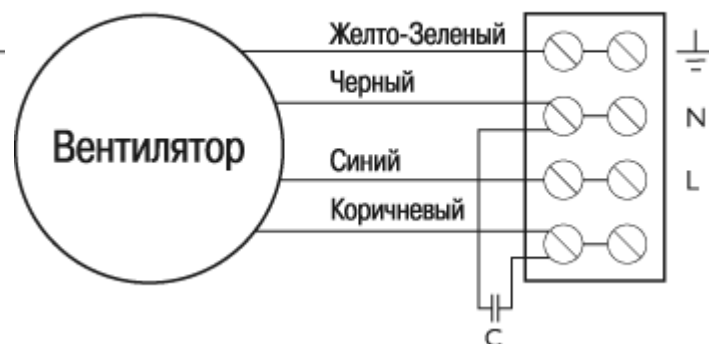 Желто-Зеленый
Черный
N
Вентилятор
Синий
L
Коричневый
C